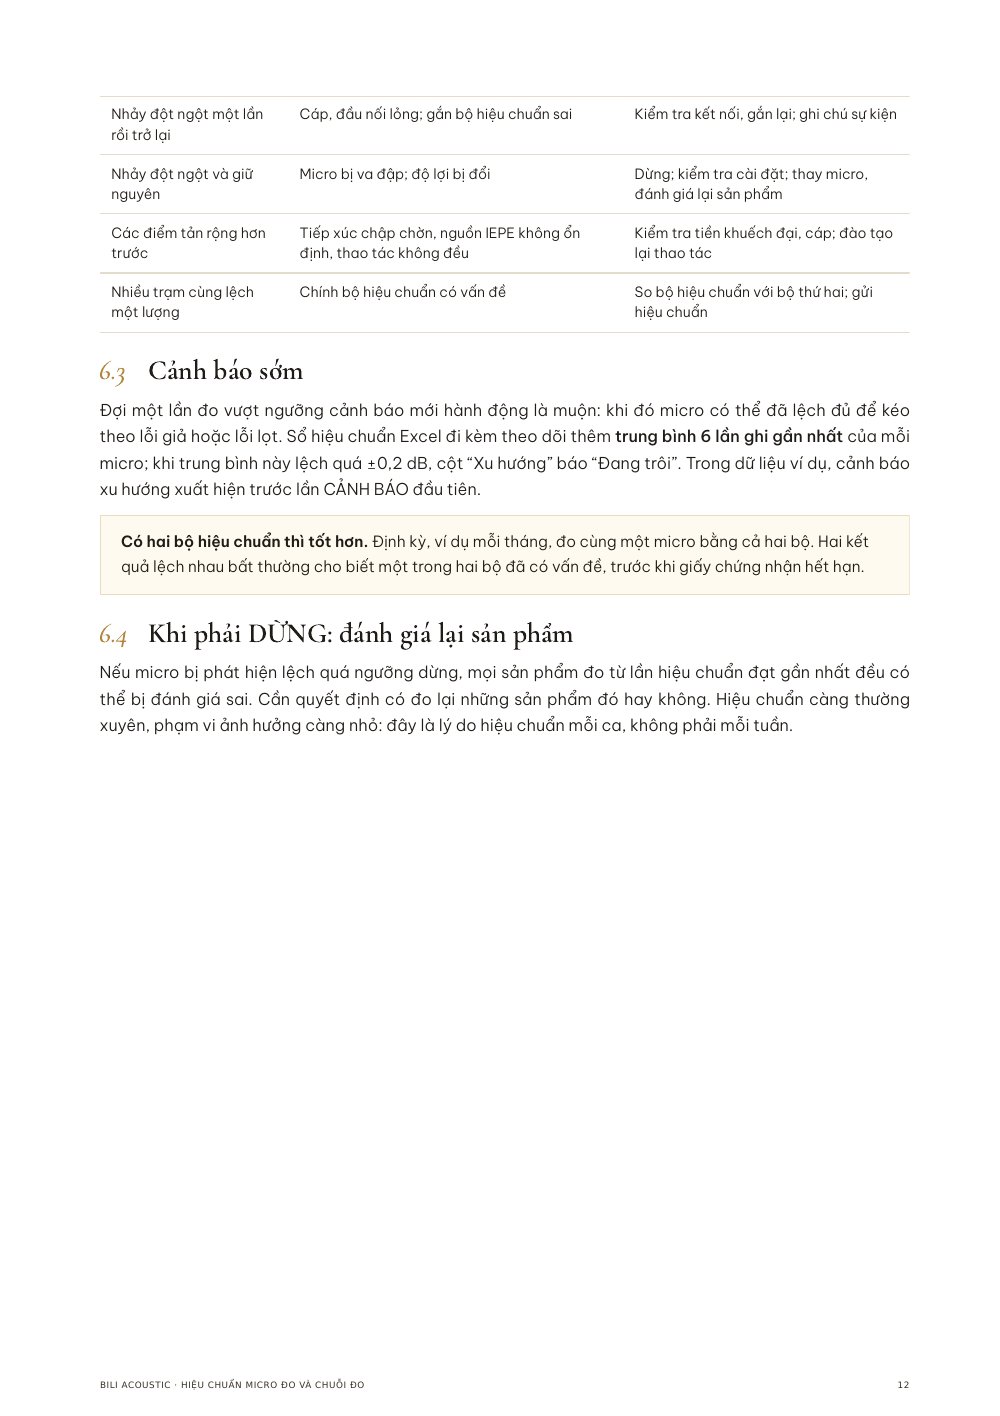 Nhảy đột ngột một lần Cáp, đầu nối lỏng; gắn bộ hiệu chuẩn sai Kiểm tra kết nối, gắn lại; ghi chú sự kiện
rồi trở lại
Nhảy đột ngột và giữ Micro bị va đập; độ lợi bị đổi Dừng; kiểm tra cài đặt; thay micro,
nguyên đánh giá lại sản phẩm
Các điểm tản rộng hơn Tiếp xúc chập chờn, nguồn IEPE không ổn Kiểm tra tiền khuếch đại, cáp; đào tạo
trước định, thao tác không đều lại thao tác
Nhiều trạm cùng lệch Chính bộ hiệu chuẩn có vấn đề So bộ hiệu chuẩn với bộ thứ hai; gửi
một lượng hiệu chuẩn
6.3 Cảnh báo sớm
Đợi một lần đo vượt ngưỡng cảnh báo mới hành động là muộn: khi đó micro có thể đã lệch đủ để kéo
theo lỗi giả hoặc lỗi lọt. Sổ hiệu chuẩn Excel đi kèm theo dõi thêm trung bình 6 lần ghi gần nhất của mỗi
micro; khi trung bình này lệch quá ±0,2 dB, cột “Xu hướng” báo “Đang trôi”. Trong dữ liệu ví dụ, cảnh báo
xu hướng xuất hiện trước lần CẢNH BÁO đầu tiên.
Có hai bộ hiệu chuẩn thì tốt hơn. Định kỳ, ví dụ mỗi tháng, đo cùng một micro bằng cả hai bộ. Hai kết
quả lệch nhau bất thường cho biết một trong hai bộ đã có vấn đề, trước khi giấy chứng nhận hết hạn.
6.4 Khi phải DỪNG: đánh giá lại sản phẩm
Nếu micro bị phát hiện lệch quá ngưỡng dừng, mọi sản phẩm đo từ lần hiệu chuẩn đạt gần nhất đều có
thể bị đánh giá sai. Cần quyết định có đo lại những sản phẩm đó hay không. Hiệu chuẩn càng thường
xuyên, phạm vi ảnh hưởng càng nhỏ: đây là lý do hiệu chuẩn mỗi ca, không phải mỗi tuần.
BILI ACOUSTIC · HIỆU CHUẨN MICRO ĐO VÀ CHUỖI ĐO 12